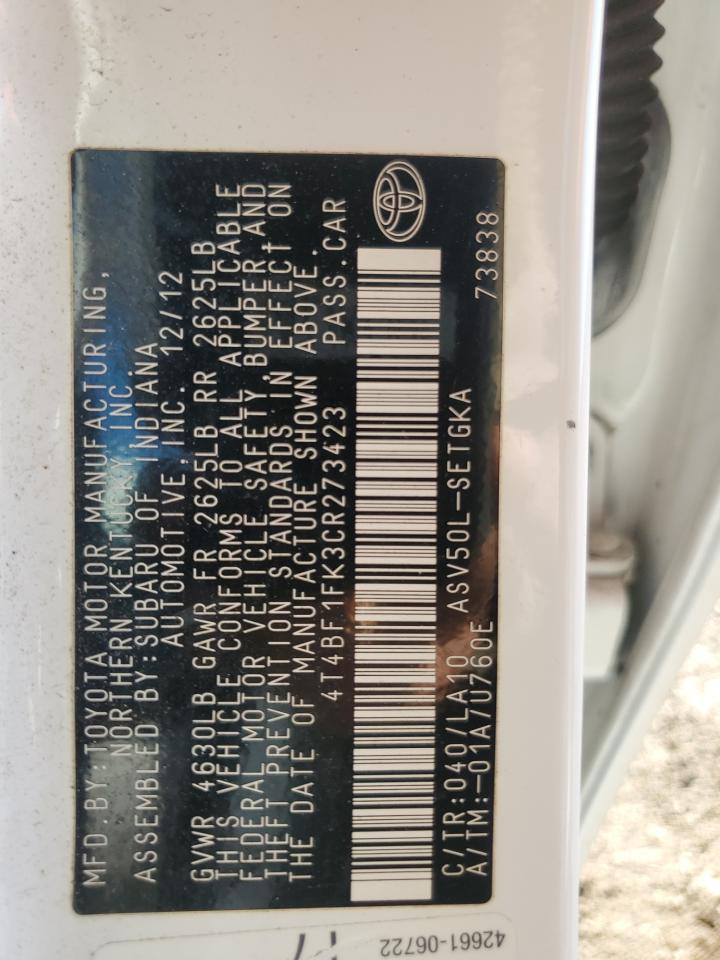 MFD.BY:TOYOTA MOTOR MANUFACTURING,
NORTHERN KENTUCKY INC.
ASSEMBLED BY:SUBARU OF INDIANA
AUTOMOTIVE,INC. 12/12
GVWR 4630LB GAWR FR 2625LB RR 2625LB
THIS VEHICLE CONFORMS TO ALL APPLICABLE
FEDERAL MOTOR VEHICLE SAFETY, BUMPER AND
THEFT PREVENTION STANDARDS IN EFFECT ON
THE DATE OF MANUFACTURE SHOWN ABOVE.
4T4BF1FK3CR273423 PASS.CAR
C/TR:040/LA10 ASV50L-SETGKA 73838
A/TM:-01A/U760E
42661-06722